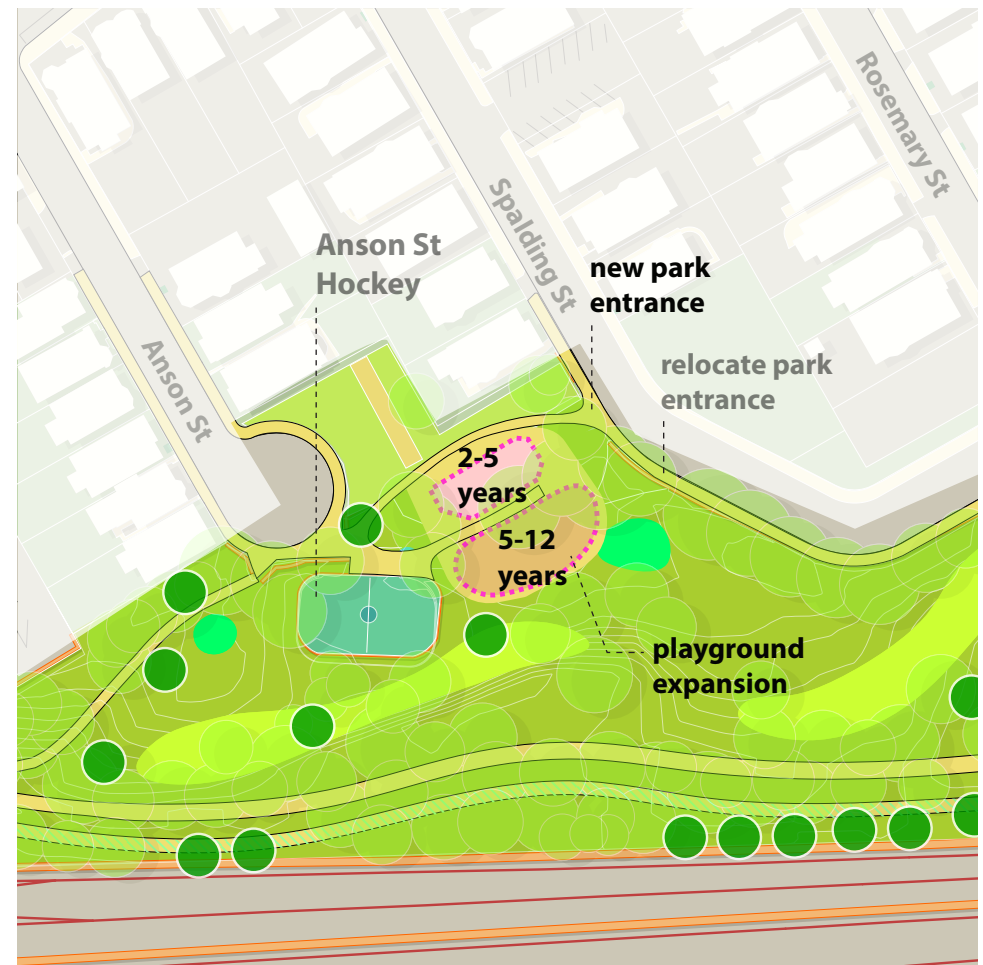 Rosemary St
Spalding St
Anson St
Hockey
new park
entrance
Anson St
relocate park
entrance
2-5
years
5-12
years
playground
expansion